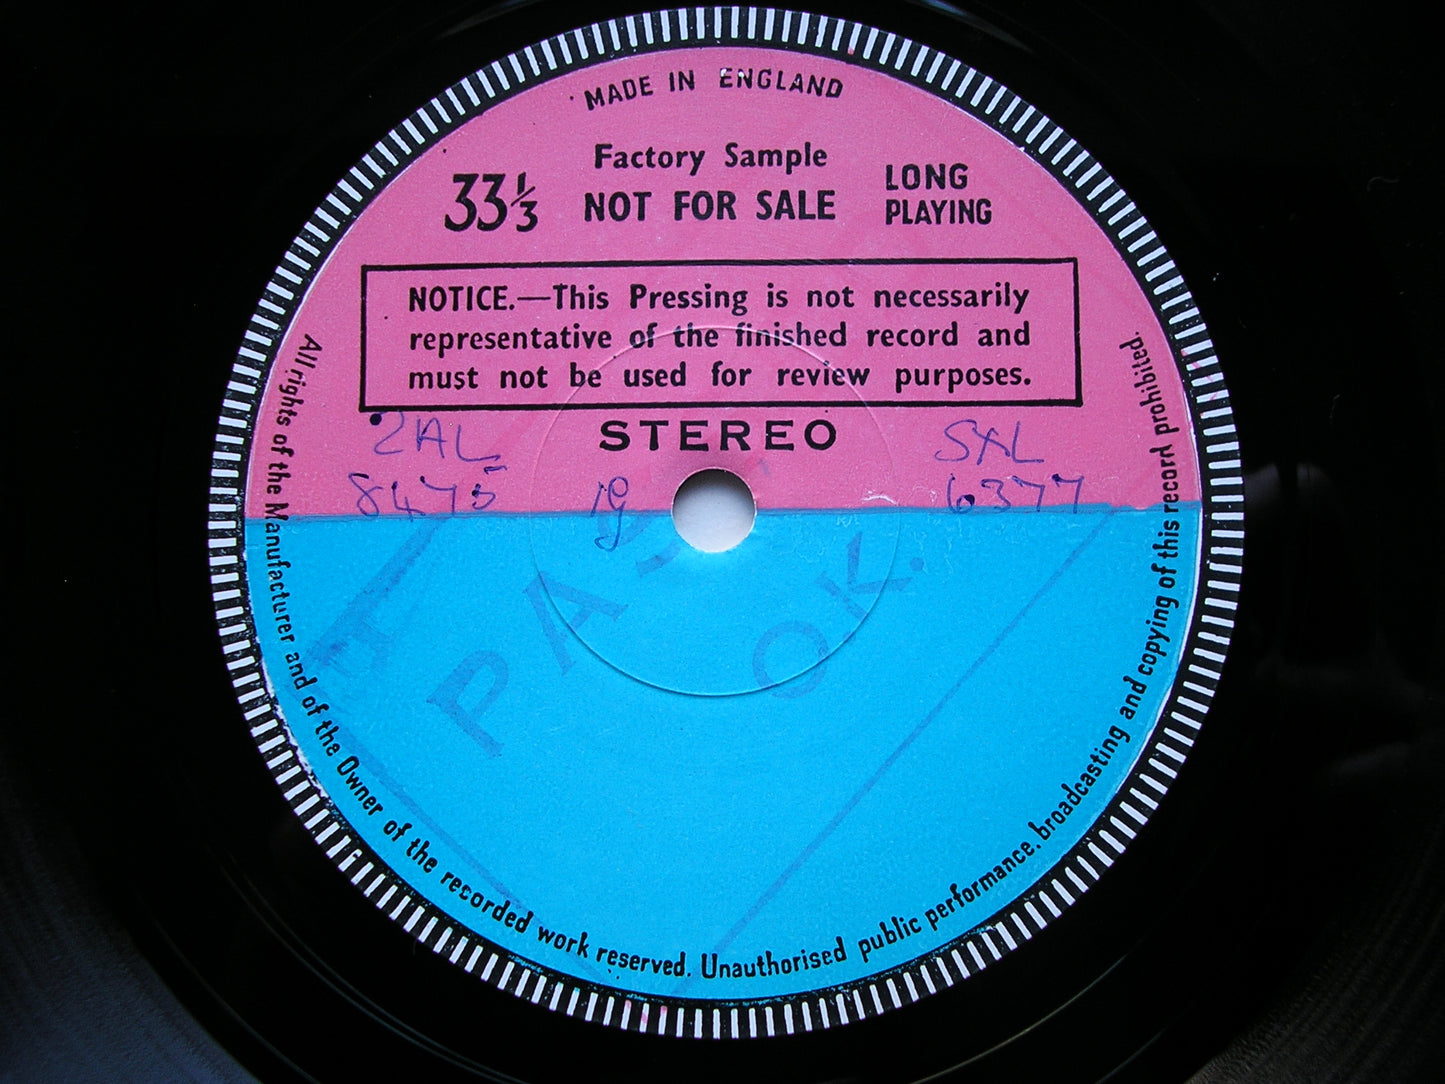 MADE IN ENGLAND
Factory Sample
33⅓ NOT FOR SALE LONG PLAYING
NOTICE.—This Pressing is not necessarily
representative of the finished record and
must not be used for review purposes.
STEREO
ZAL SXL
8475 1G 6377
PAS
OK.
All rights of the Manufacturer and of the Owner of the recorded work reserved. Unauthorised public performance, broadcasting and copying of this record prohibited.